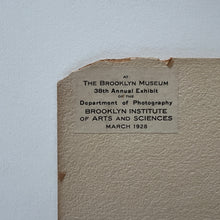 AT
THE BROOKLYN MUSEUM
38th Annual Exhibit
OF THE
Department of Photography
BROOKLYN INSTITUTE
OF ARTS AND SCIENCES
MARCH 1928